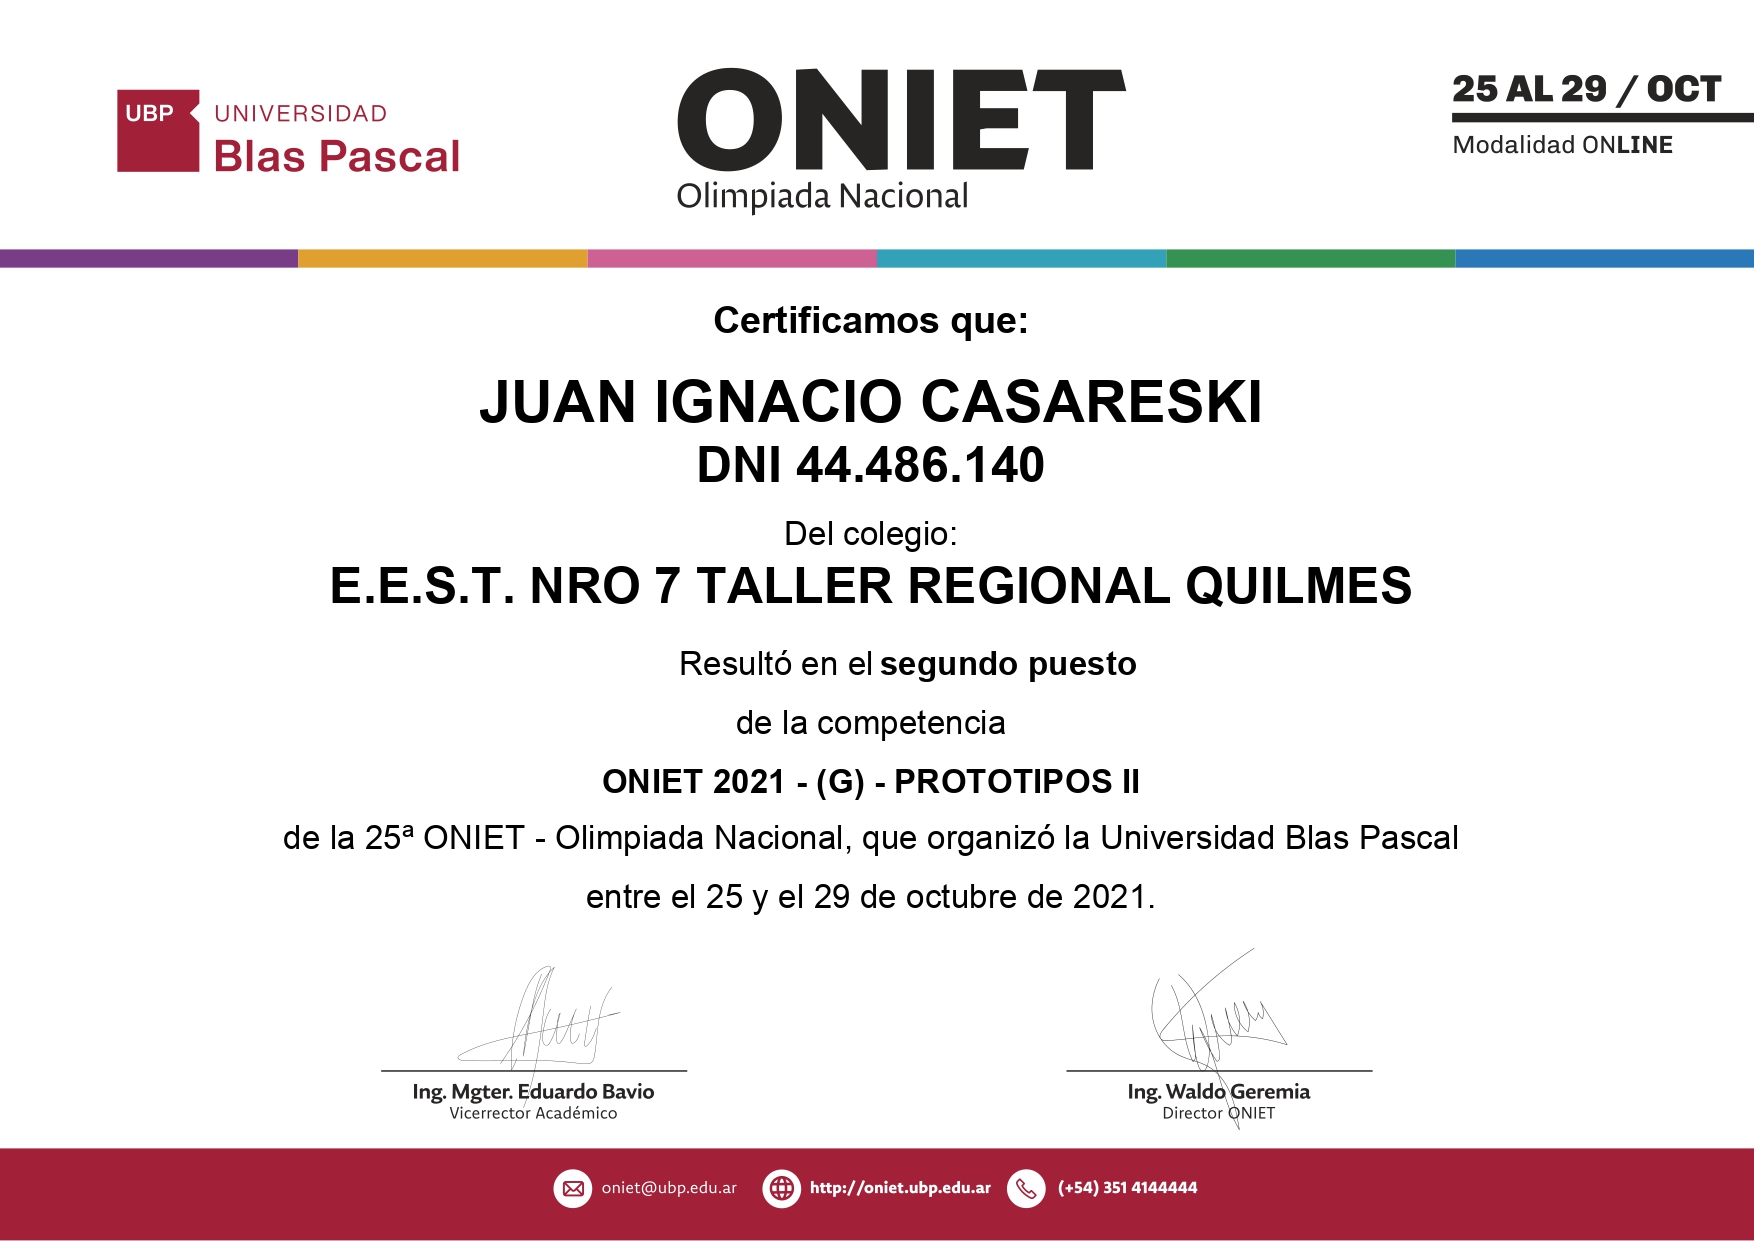 UBP
UNIVERSIDAD
Blas Pascal
ONIET
Olimpiada Nacional
25 AL 29 / OCT
Modalidad ONLINE
Certificamos que:
JUAN IGNACIO CASARESKI
DNI 44.486.140
Del colegio:
E.E.S.T. NRO 7 TALLER REGIONAL QUILMES
Resultó en el segundo puesto
de la competencia
ONIET 2021 - (G) - PROTOTIPOS II
de la 25ª ONIET - Olimpiada Nacional, que organizó la Universidad Blas Pascal
entre el 25 y el 29 de octubre de 2021.
Ing. Mgter. Eduardo Bavio
Vicerrector Académico
Ing. Waldo Geremia
Director ONIET
oniet@ubp.edu.ar
http://oniet.ubp.edu.ar
(+54) 351 4144444